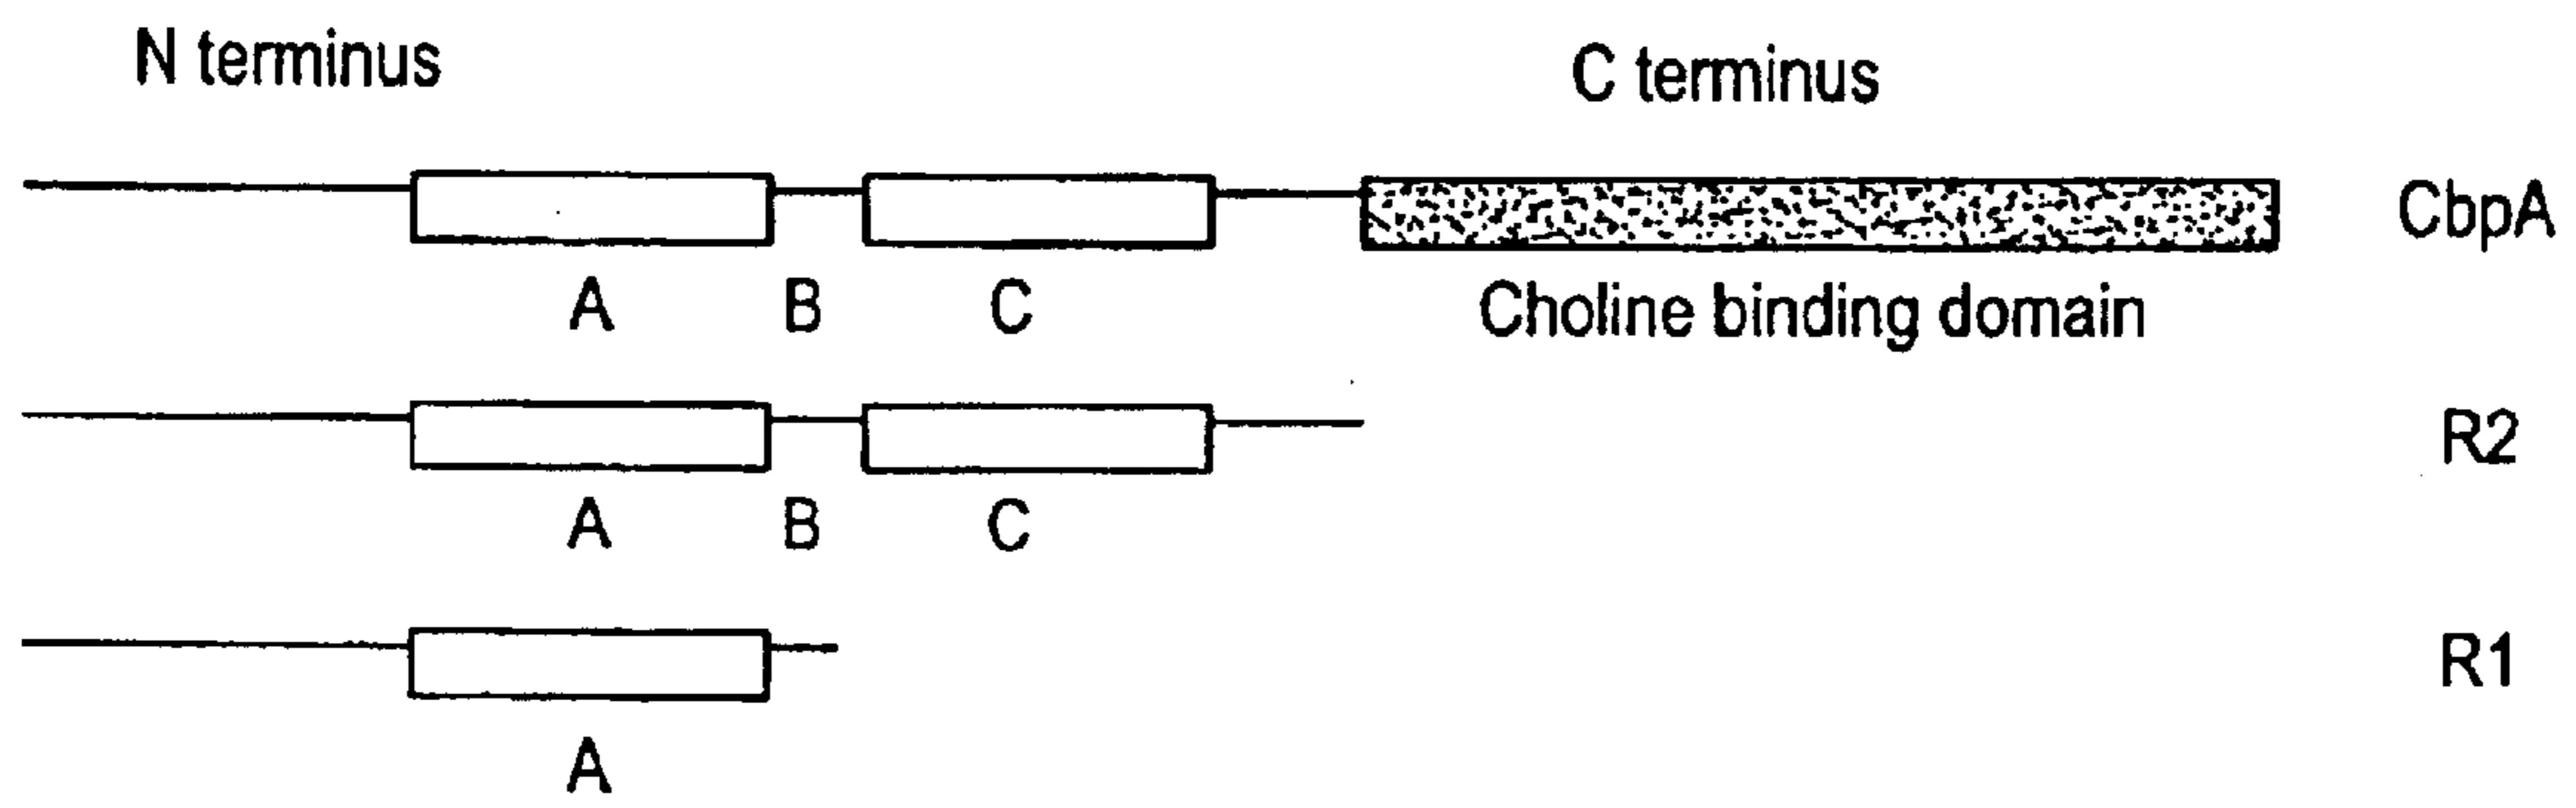 N terminus
C terminus
CbpA
A B C Choline binding domain
R2
A B C
R1
A